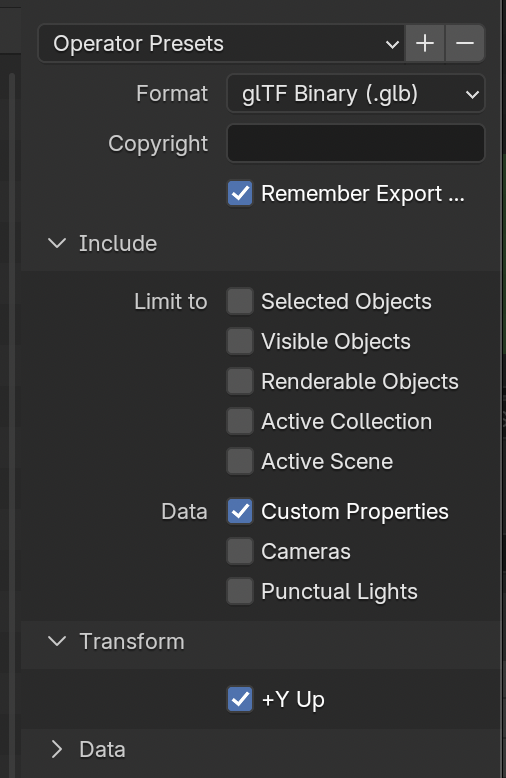 Operator Presets
Format glTF Binary (.glb)
Copyright
Remember Export ...
Include
Limit to Selected Objects
Visible Objects
Renderable Objects
Active Collection
Active Scene
Data Custom Properties
Cameras
Punctual Lights
Transform
+Y Up
Data